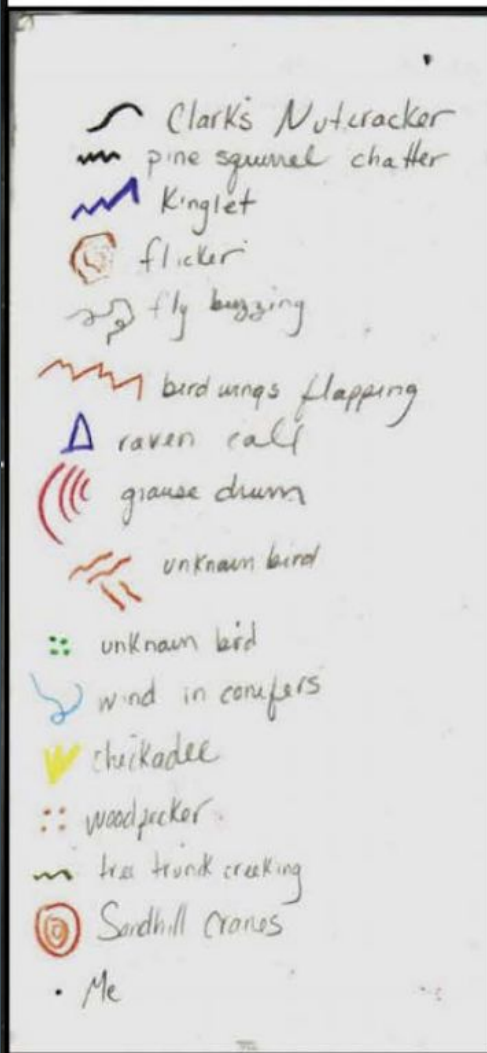 Clark's Nutcracker
pine squirrel chatter
Kinglet
flicker
fly buzzing
bird wings flapping
raven call
grouse drum
unknown bird
unknown bird
wind in conifers
chickadee
woodpecker
tree trunk creeking
Sandhill Cranes
Me